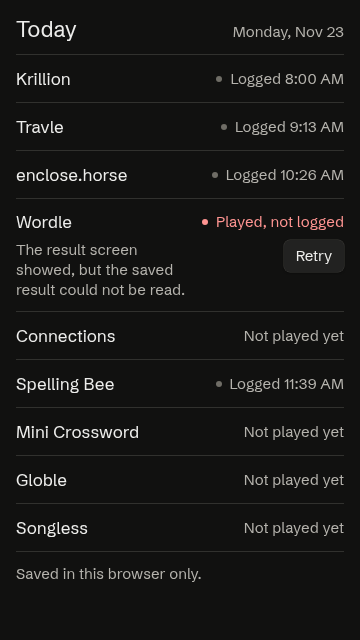 Today
Monday, Nov 23
Krillion
Logged 8:00 AM
Travle
Logged 9:13 AM
enclose.horse
Logged 10:26 AM
Wordle
Played, not logged
The result screen
showed, but the saved
result could not be read.
Retry
Connections
Not played yet
Spelling Bee
Logged 11:39 AM
Mini Crossword
Not played yet
Globle
Not played yet
Songless
Not played yet
Saved in this browser only.